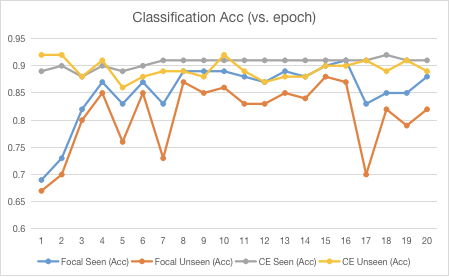 Classification Acc (vs. epoch)
0.95
0.9
0.85
0.8
0.75
0.7
0.65
0.6
1 2 3 4 5 6 7 8 9 10 11 12 13 14 15 16 17 18 19 20
Focal Seen (Acc) Focal Unseen (Acc) CE Seen (Acc) CE Unseen (Acc)